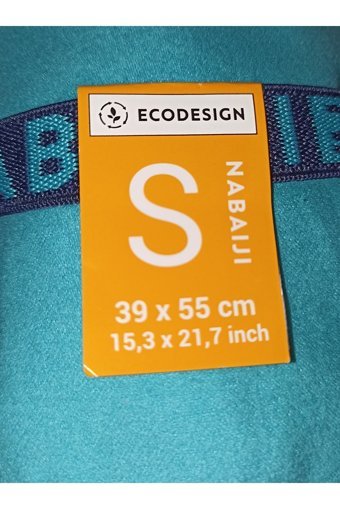 ECODESIGN
S
NABAIJI
39 x 55 cm
15,3 x 21,7 inch